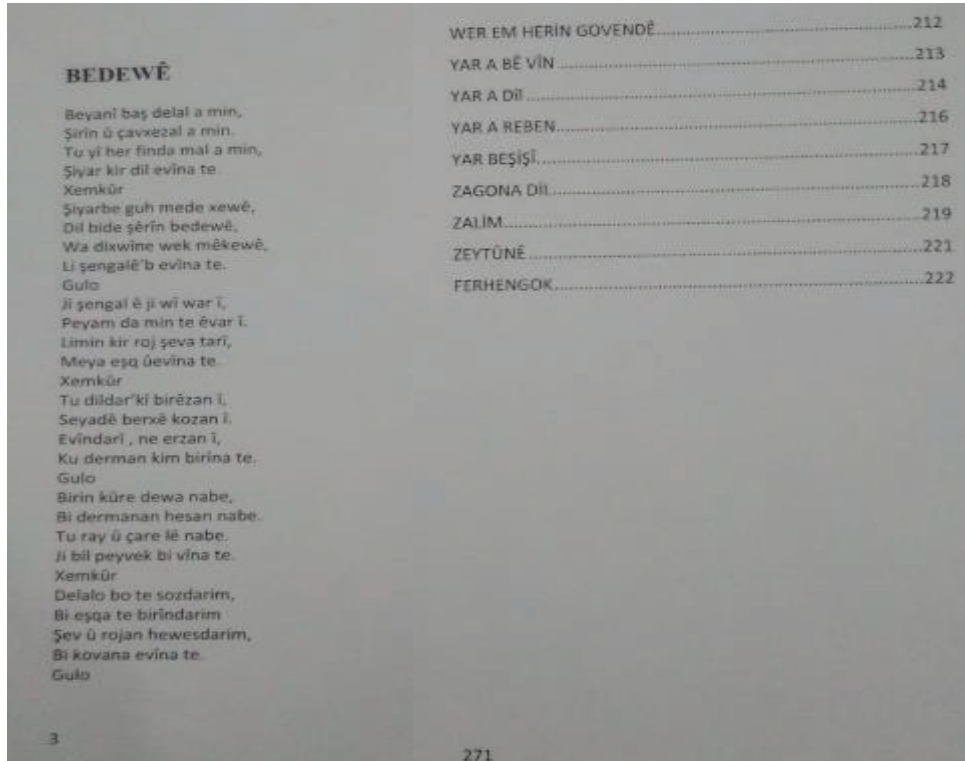 BEDEWÊ
Beyanî baş delal a min,
Şirin û çavxezal a min.
Tu yî her finda mal a min,
Şiyar kir dil evîna te.
Xemkûr
Şiyarbe guh mede xewê,
Dil bide şêrîn bedewê,
Wa dixwîne wek mêkewê,
Li şengalê'b evîna te.
Gulo
Ji şengal ê ji wî war î,
Peyam da min te êvar î.
Limin kir roj şeva tarî,
Meya eşq ûevîna te.
Xemkûr
Tu dildar'kî birêzan î,
Seyadê berxê kozan î.
Evîndarî , ne erzan î,
Ku derman kim birîna te.
Gulo
Birin kûre dewa nabe,
Bi dermanan hesan nabe.
Tu ray û çare lê nabe.
Ji bil peyvek bi vîna te.
Xemkûr
Delalo bo te sozdarim,
Bi eşqa te birîndarim
Şev û rojan hewesdarim,
Bi kovana evîna te.
Gulo
3
WER EM HERİN GOVENDÊ.....................212
YAR A BÊ VÎN.....................213
YAR A Dîl.....................214
YAR A REBEN.....................216
YAR BEŞİŞÎ.....................217
ZAGONA DİL.....................218
ZALİM.....................219
ZEYTÛNÊ.....................221
FERHENGOK.....................222
271